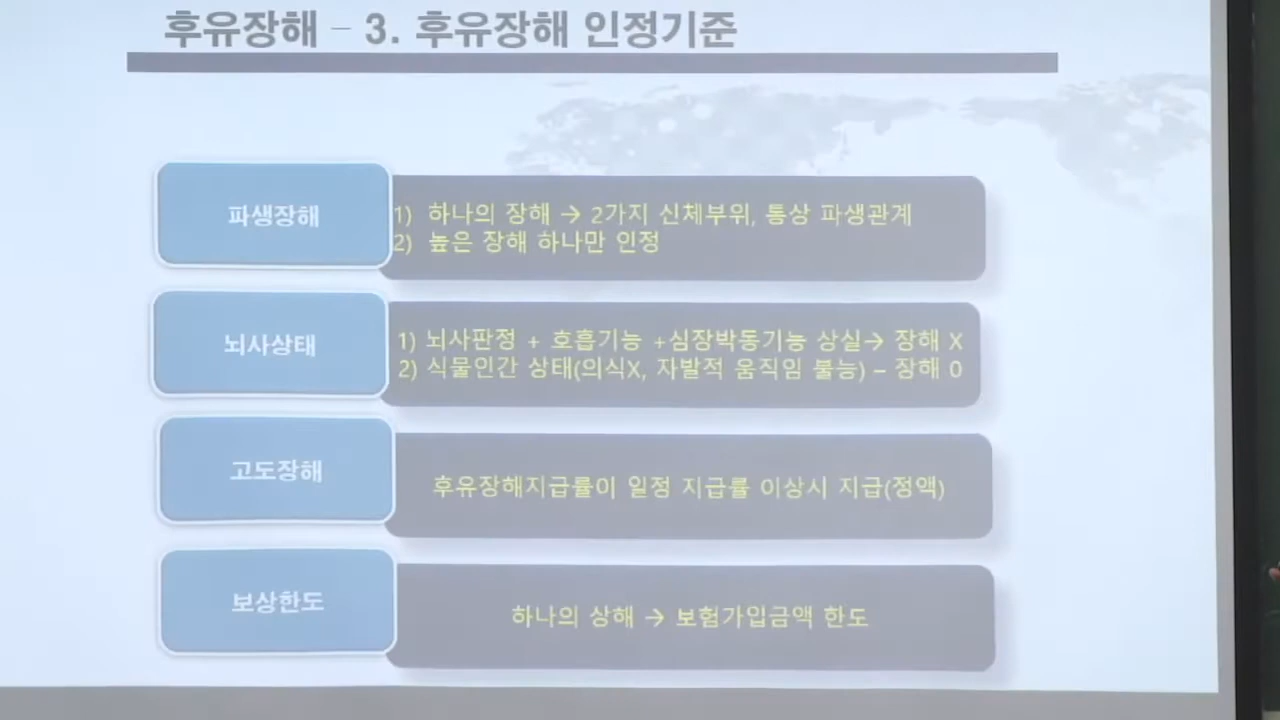 후유장해 – 3. 후유장해 인정기준
파생장해
1) 하나의 장해 → 2가지 신체부위, 통상 파생관계
2) 높은 장해 하나만 인정
뇌사상태
1) 뇌사판정 + 호흡기능 +심장박동기능 상실→ 장해 X
2) 식물인간 상태(의식X, 자발적 움직임 불능) – 장해 0
고도장해
후유장해지급률이 일정 지급률 이상시 지급(정액)
보상한도
하나의 상해 → 보험가입금액 한도